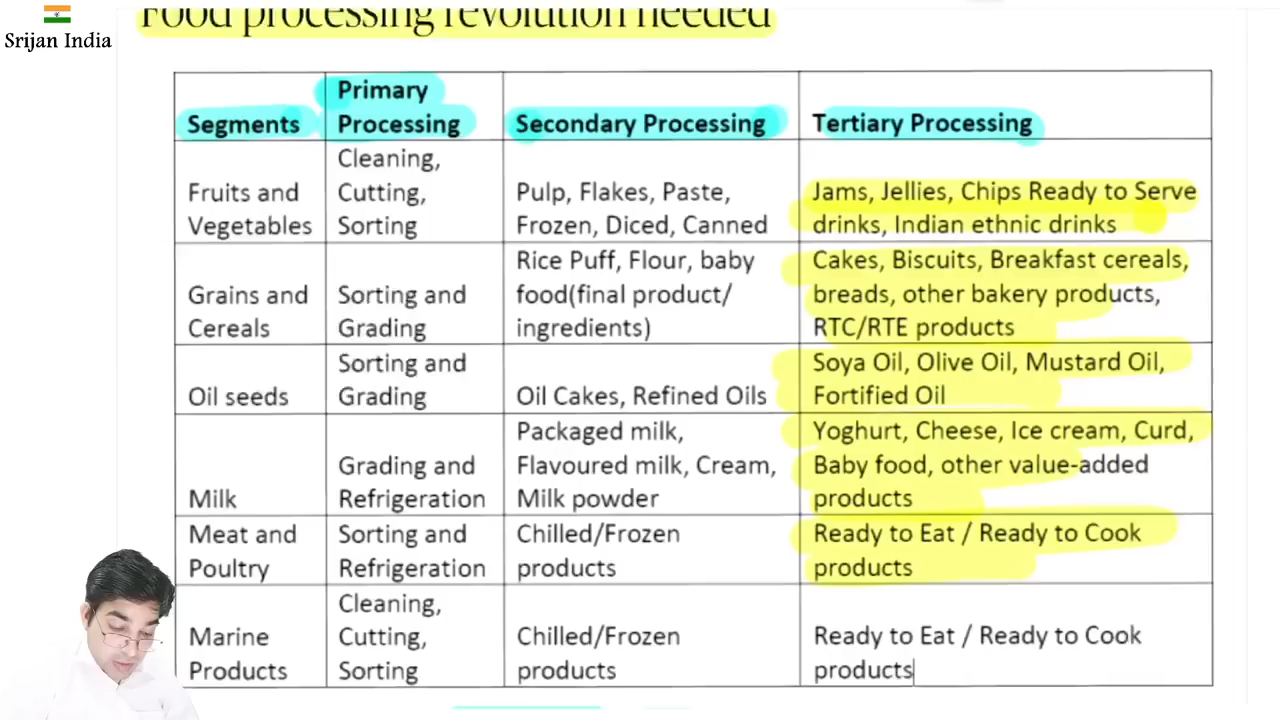 Food processing revolution needed
Srijan India
Segments
Primary
Processing
Secondary Processing
Tertiary Processing
Fruits and
Vegetables
Cleaning,
Cutting,
Sorting
Pulp, Flakes, Paste,
Frozen, Diced, Canned
Jams, Jellies, Chips Ready to Serve
drinks, Indian ethnic drinks
Grains and
Cereals
Sorting and
Grading
Rice Puff, Flour, baby
food(final product/
ingredients)
Cakes, Biscuits, Breakfast cereals,
breads, other bakery products,
RTC/RTE products
Oil seeds
Sorting and
Grading
Oil Cakes, Refined Oils
Soya Oil, Olive Oil, Mustard Oil,
Fortified Oil
Milk
Grading and
Refrigeration
Packaged milk,
Flavoured milk, Cream,
Milk powder
Yoghurt, Cheese, Ice cream, Curd,
Baby food, other value-added
products
Meat and
Poultry
Sorting and
Refrigeration
Chilled/Frozen
products
Ready to Eat / Ready to Cook
products
Marine
Products
Cleaning,
Cutting,
Sorting
Chilled/Frozen
products
Ready to Eat / Ready to Cook
products